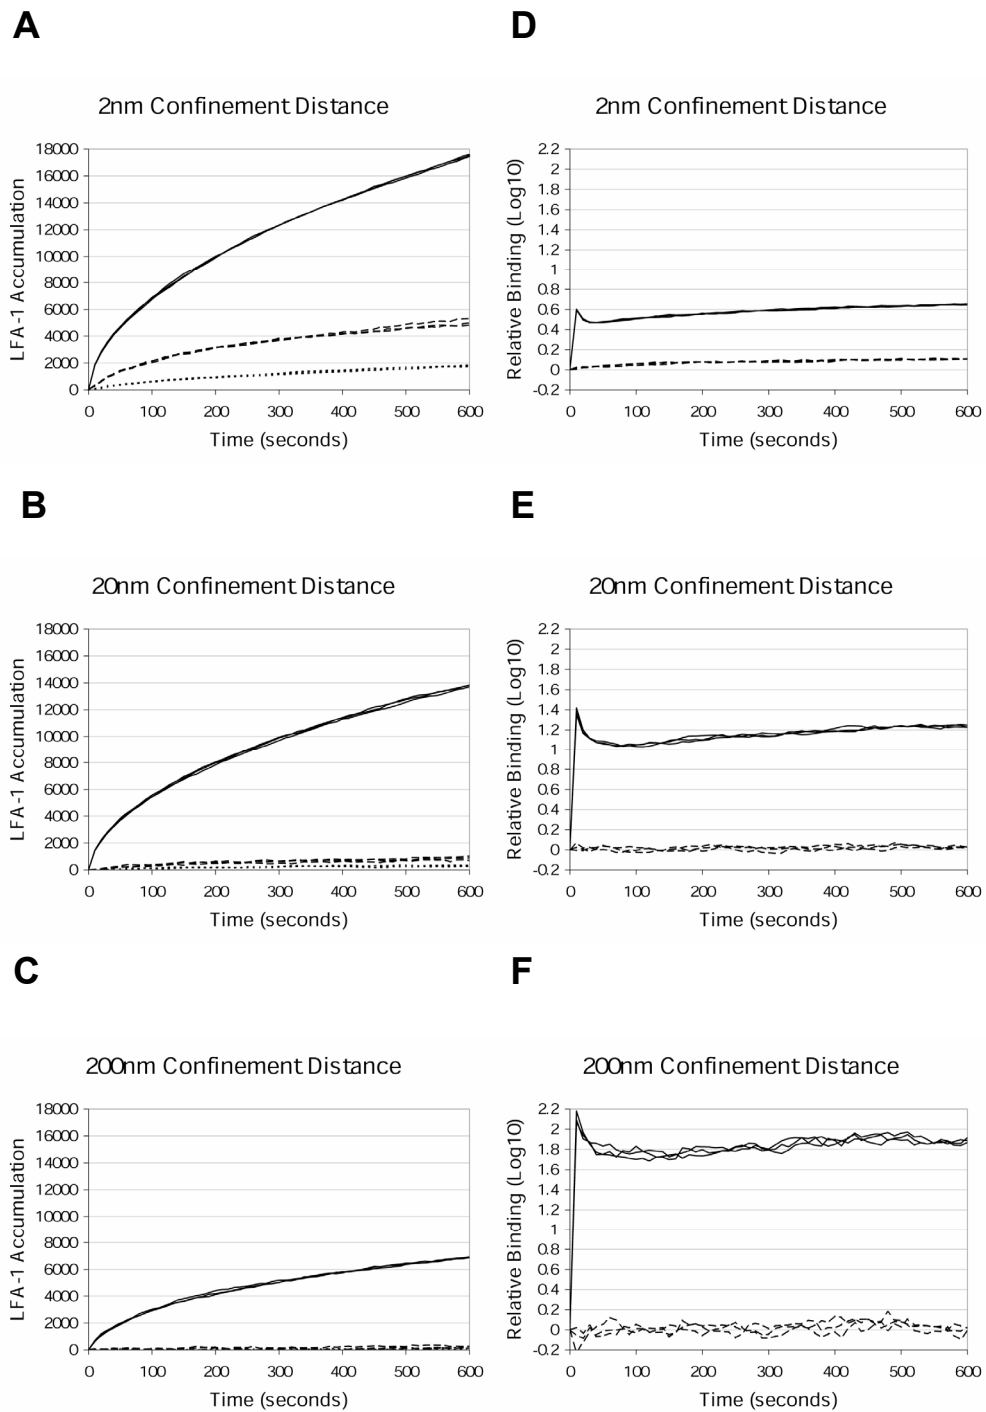 A
2nm Confinement Distance
LFA-1 Accumulation
18000
16000
14000
12000
10000
8000
6000
4000
2000
0
0 100 200 300 400 500 600
Time (seconds)
D
2nm Confinement Distance
Relative Binding (Log10)
2.2
2
1.8
1.6
1.4
1.2
1
0.8
0.6
0.4
0.2
0
-0.2
0 100 200 300 400 500 600
Time (seconds)
B
20nm Confinement Distance
LFA-1 Accumulation
18000
16000
14000
12000
10000
8000
6000
4000
2000
0
0 100 200 300 400 500 600
Time (seconds)
E
20nm Confinement Distance
Relative Binding (Log10)
2.2
2
1.8
1.6
1.4
1.2
1
0.8
0.6
0.4
0.2
0
-0.2
0 100 200 300 400 500 600
Time (seconds)
C
200nm Confinement Distance
LFA-1 Accumulation
18000
16000
14000
12000
10000
8000
6000
4000
2000
0
0 100 200 300 400 500 600
Time (seconds)
F
200nm Confinement Distance
Relative Binding (Log10)
2.2
2
1.8
1.6
1.4
1.2
1
0.8
0.6
0.4
0.2
0
-0.2
0 100 200 300 400 500 600
Time (seconds)